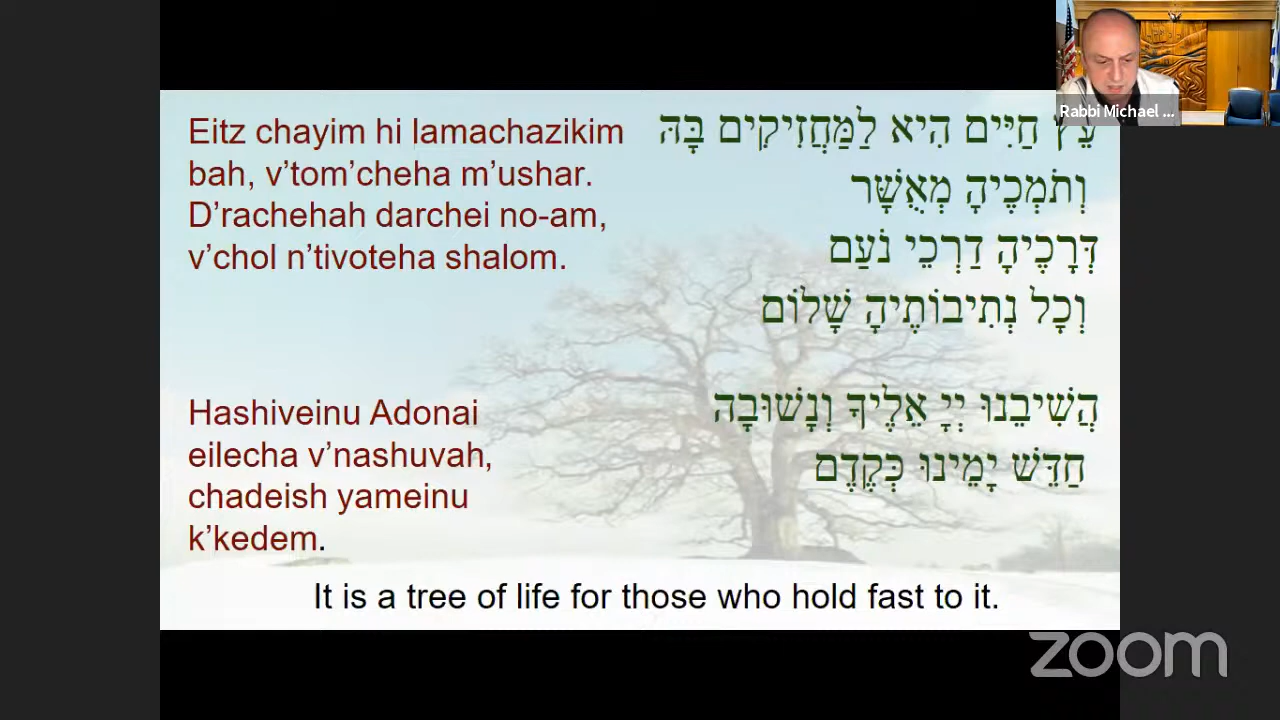 Rabbi Michael ...
Eitz chayim hi lamachazikim
bah, v’tom’cheha m’ushar.
D’rachehah darchei no-am,
v’chol n’tivoteha shalom.
עֵץ חַיִּים הִיא לַמַּחֲזִיקִים בָּהּ
וְתֹמְכֶיהָ מְאֻשָּׁר
דְּרָכֶיהָ דַרְכֵי נֹעַם
וְכָל נְתִיבוֹתֶיהָ שָׁלוֹם
Hashiveinu Adonai
eilecha v’nashuvah,
chadeish yameinu
k’kedem.
הֲשִׁיבֵנוּ יְיָ אֵלֶיךָ וְנָשׁוּבָה
חַדֵּשׁ יָמֵינוּ כְּקֶדֶם
It is a tree of life for those who hold fast to it.
zoom